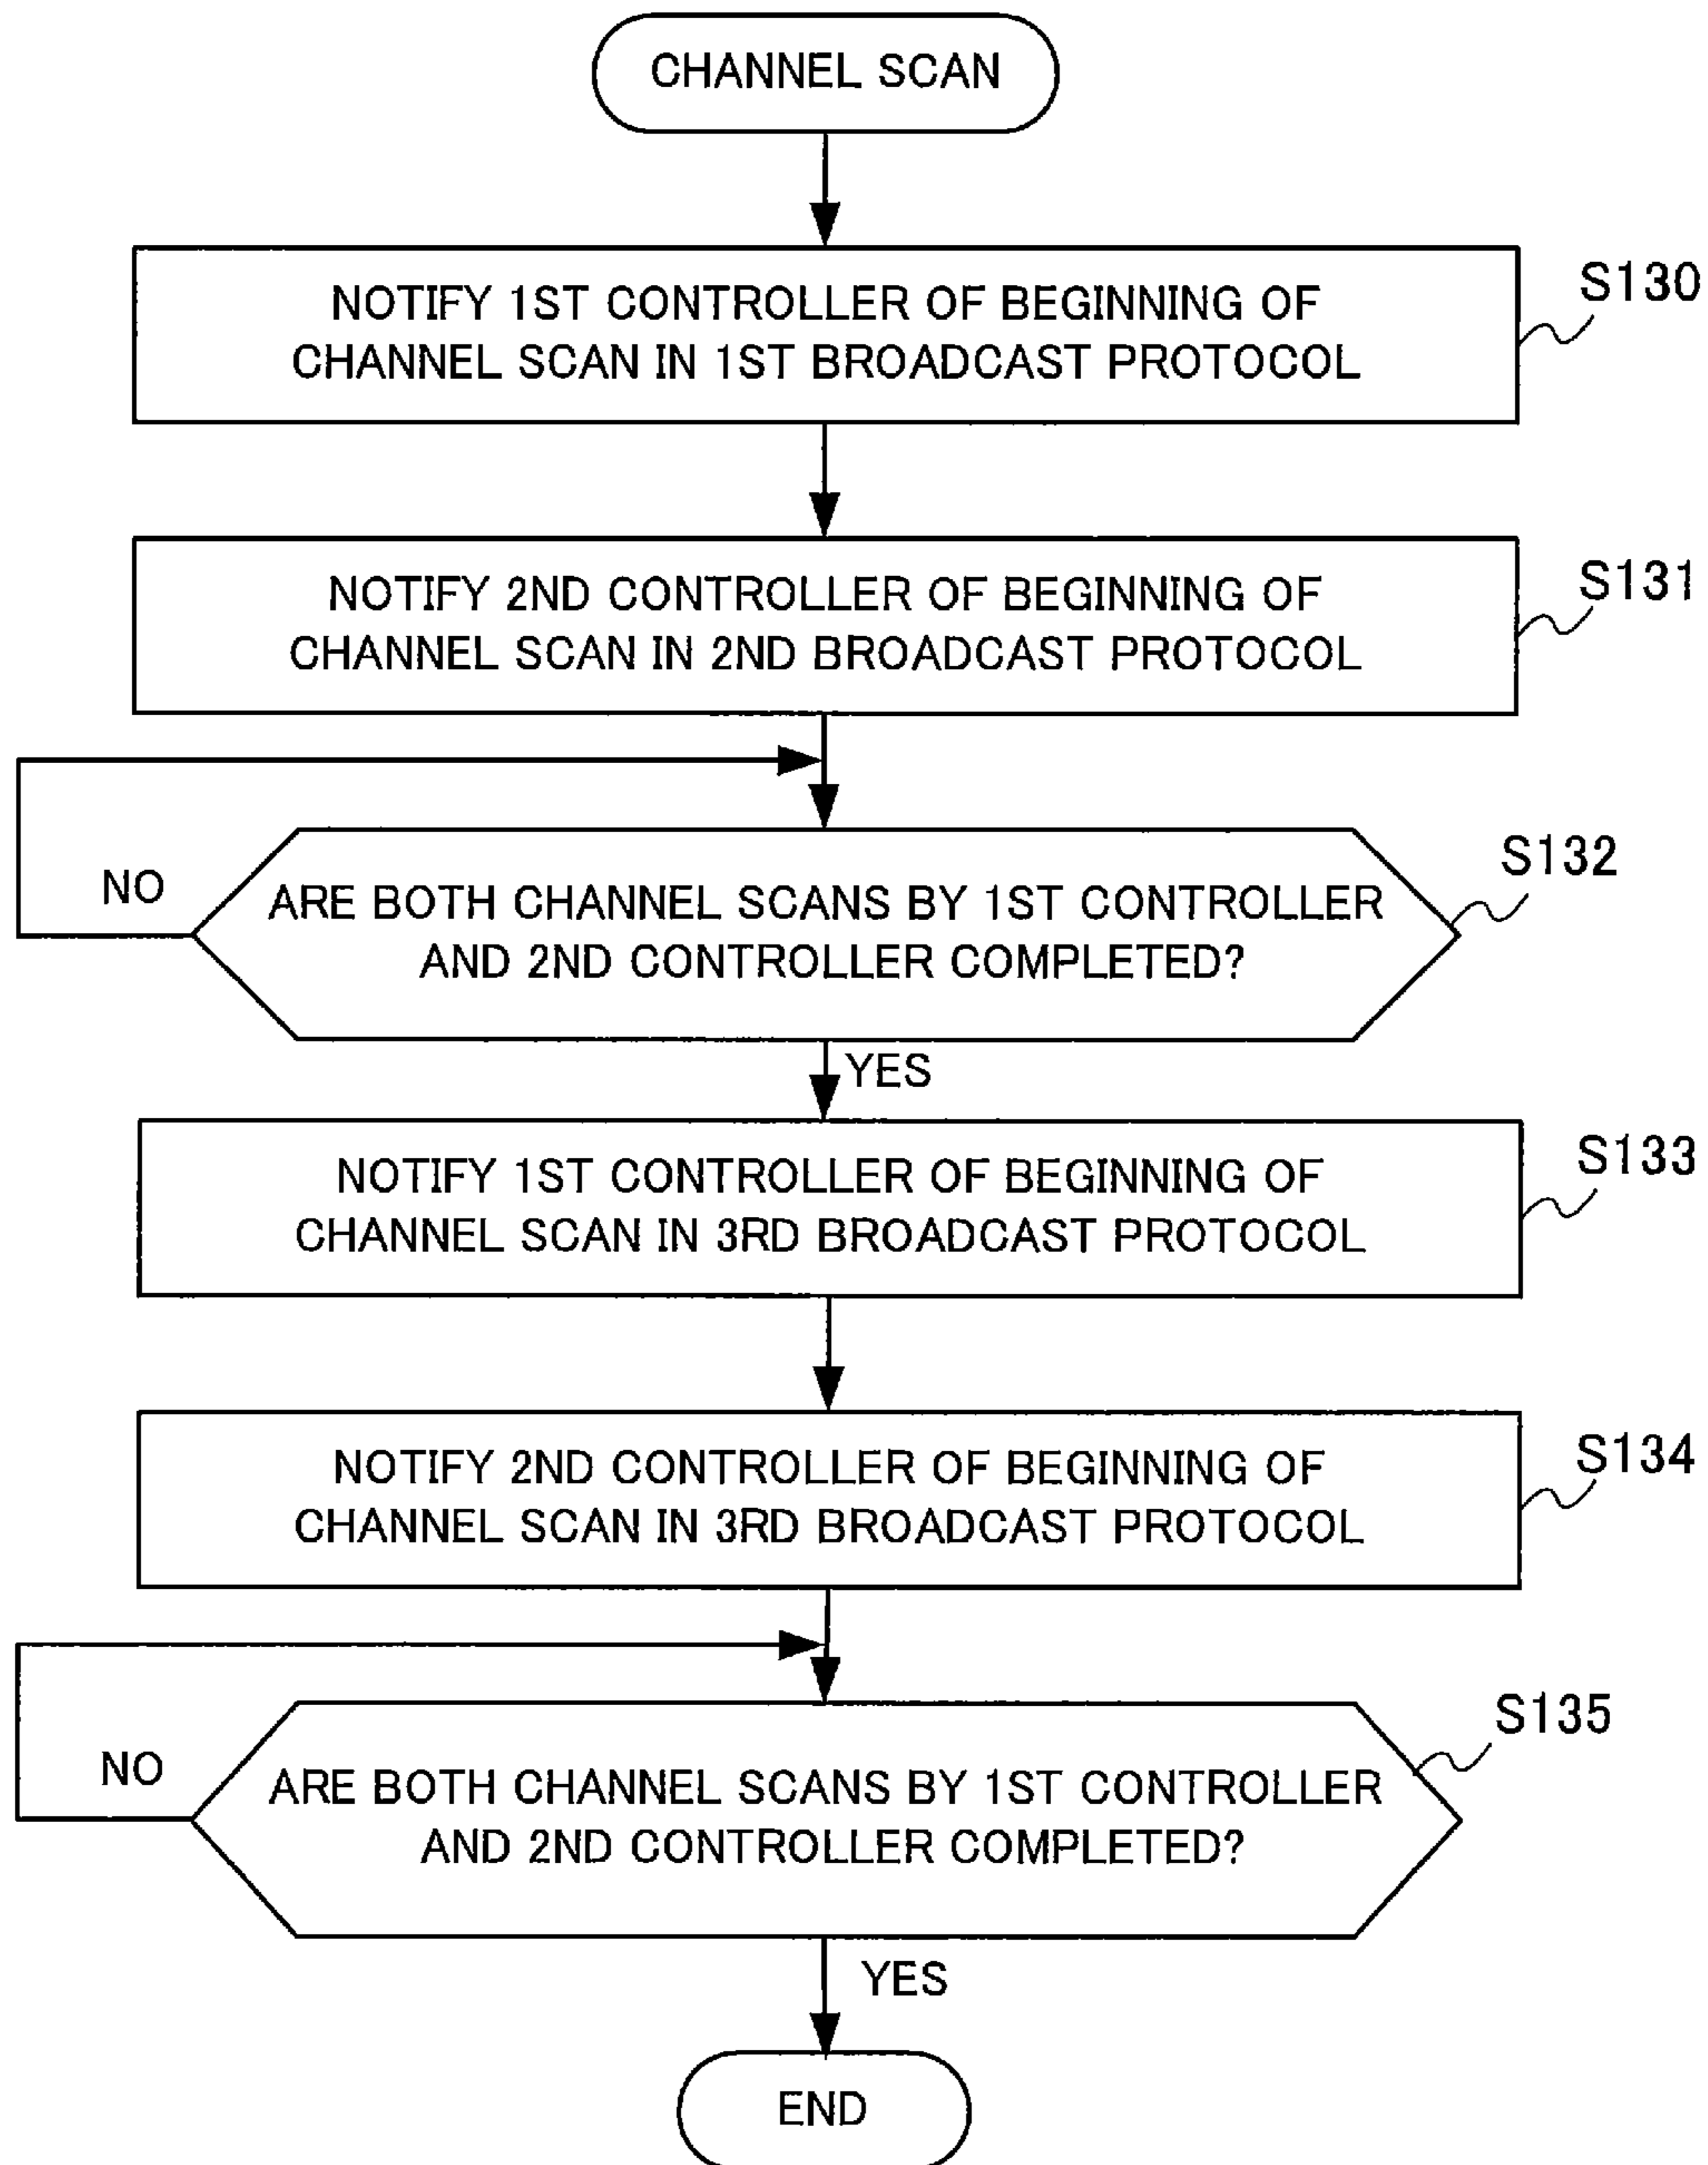 CHANNEL SCAN
NOTIFY 1ST CONTROLLER OF BEGINNING OF
CHANNEL SCAN IN 1ST BROADCAST PROTOCOL
S130
NOTIFY 2ND CONTROLLER OF BEGINNING OF
CHANNEL SCAN IN 2ND BROADCAST PROTOCOL
S131
NO
ARE BOTH CHANNEL SCANS BY 1ST CONTROLLER
AND 2ND CONTROLLER COMPLETED?
S132
YES
NOTIFY 1ST CONTROLLER OF BEGINNING OF
CHANNEL SCAN IN 3RD BROADCAST PROTOCOL
S133
NOTIFY 2ND CONTROLLER OF BEGINNING OF
CHANNEL SCAN IN 3RD BROADCAST PROTOCOL
S134
NO
ARE BOTH CHANNEL SCANS BY 1ST CONTROLLER
AND 2ND CONTROLLER COMPLETED?
S135
YES
END